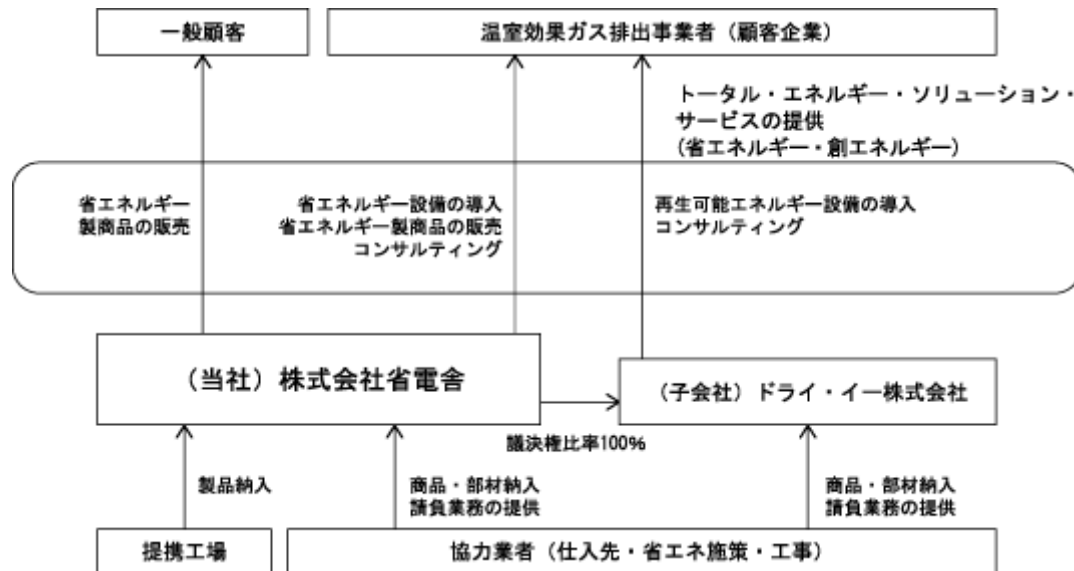 一般顧客
温室効果ガス排出事業者（顧客企業）
トータル・エネルギー・ソリューション・
サービスの提供
(省エネルギー・創エネルギー)
省エネルギー
製商品の販売
省エネルギー設備の導入
省エネルギー製商品の販売
コンサルティング
再生可能エネルギー設備の導入
コンサルティング
（当社）株式会社省電舎
（子会社）ドライ・イー株式会社
議決権比率100%
製品納入
商品・部材納入
請負業務の提供
商品・部材納入
請負業務の提供
提携工場
協力業者（仕入先・省エネ施策・工事）